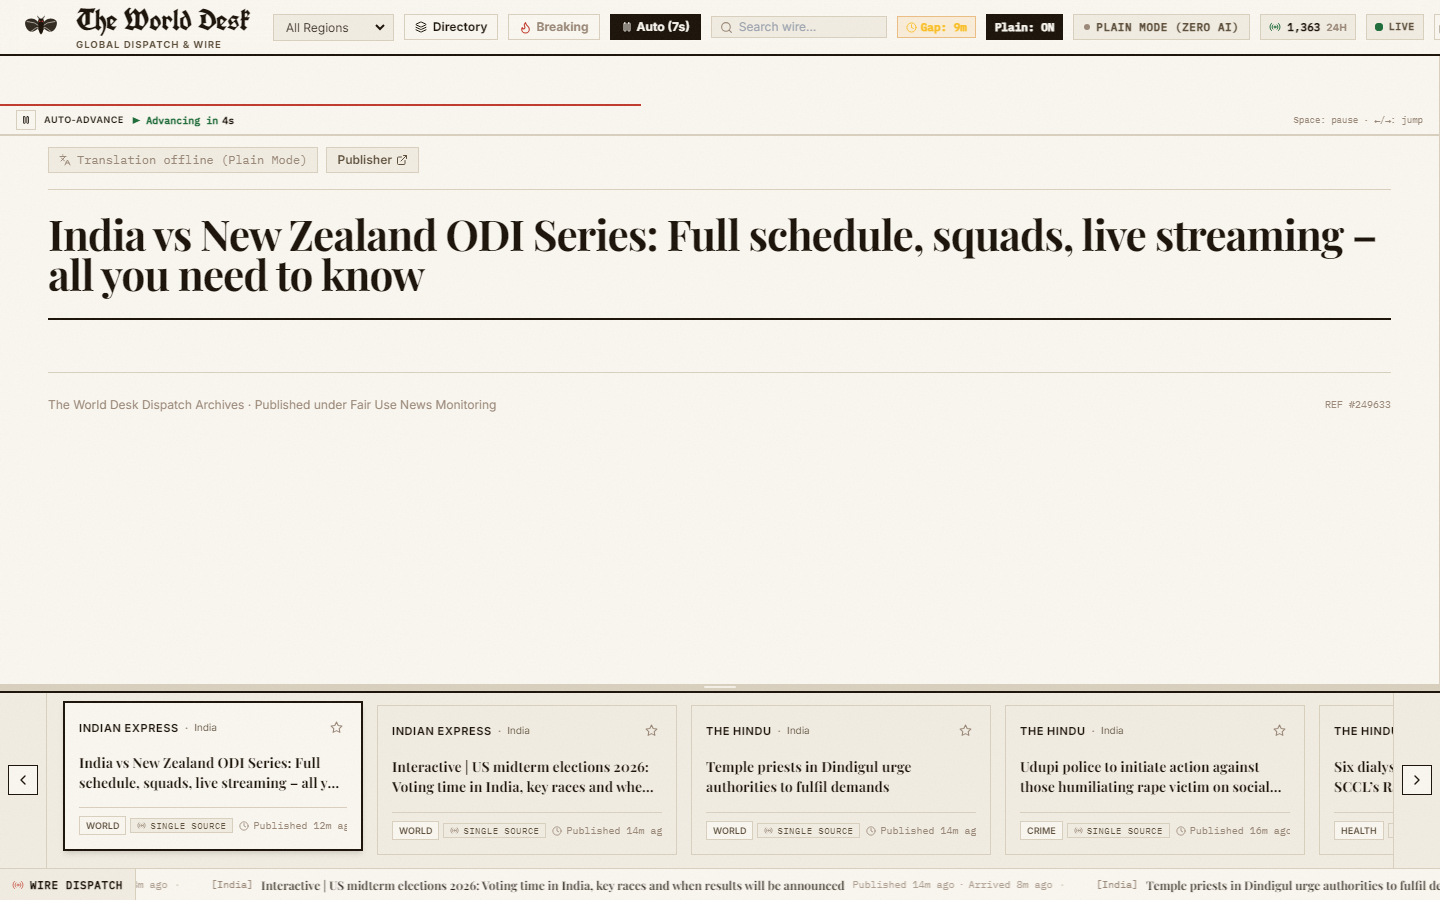 The World Desk
GLOBAL DISPATCH & WIRE
All Regions
Directory
Breaking
Auto (7s)
Search wire...
Gap: 9m
Plain: ON
PLAIN MODE (ZERO AI)
1,363 24H
LIVE
AUTO-ADVANCE
Advancing in 4s
Space: pause · ←/→: jump
Translation offline (Plain Mode)
Publisher
India vs New Zealand ODI Series: Full schedule, squads, live streaming –
all you need to know
The World Desk Dispatch Archives · Published under Fair Use News Monitoring
REF #249633
INDIAN EXPRESS · India
India vs New Zealand ODI Series: Full
schedule, squads, live streaming – all y...
WORLD
SINGLE SOURCE
Published 12m ag
INDIAN EXPRESS · India
Interactive | US midterm elections 2026:
Voting time in India, key races and whe...
WORLD
SINGLE SOURCE
Published 14m ag
THE HINDU · India
Temple priests in Dindigul urge
authorities to fulfil demands
WORLD
SINGLE SOURCE
Published 14m ag
THE HINDU · India
Udupi police to initiate action against
those humiliating rape victim on social...
CRIME
SINGLE SOURCE
Published 16m ago
THE HINDU
Six dialys
SCCL's R
HEALTH
WIRE DISPATCH
m ago ·
[India] Interactive | US midterm elections 2026: Voting time in India, key races and when results will be announced Published 14m ago · Arrived 8m ago ·
[India] Temple priests in Dindigul urge authorities to fulfil de